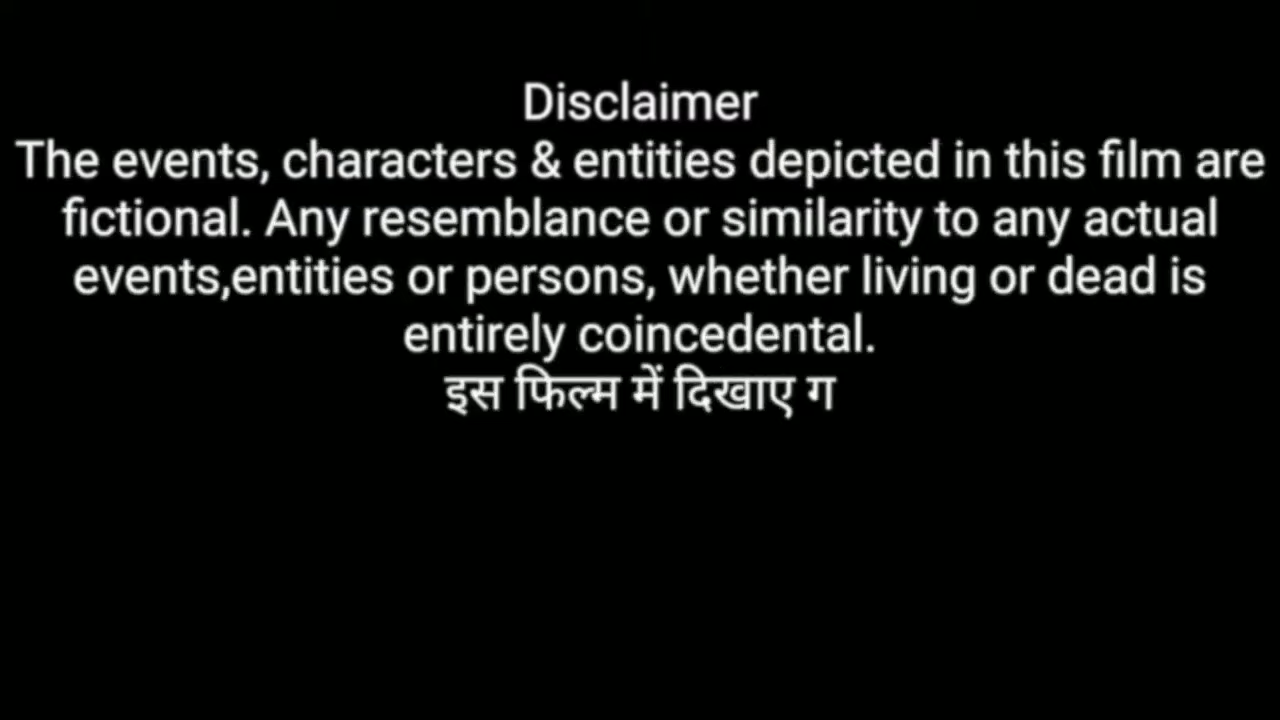 Disclaimer
The events, characters & entities depicted in this film are
fictional. Any resemblance or similarity to any actual
events,entities or persons, whether living or dead is
entirely coincedental.
इस फिल्म में दिखाए ग